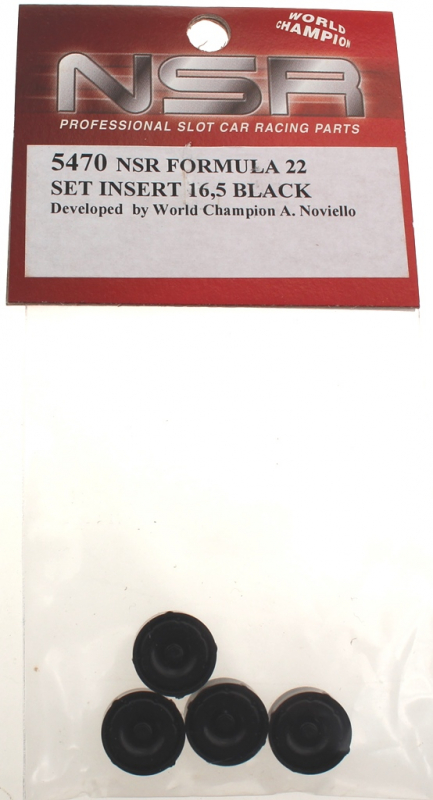 WORLD
CHAMPION
NSR
PROFESSIONAL SLOT CAR RACING PARTS
5470 NSR FORMULA 22
SET INSERT 16,5 BLACK
Developed by World Champion A. Noviello